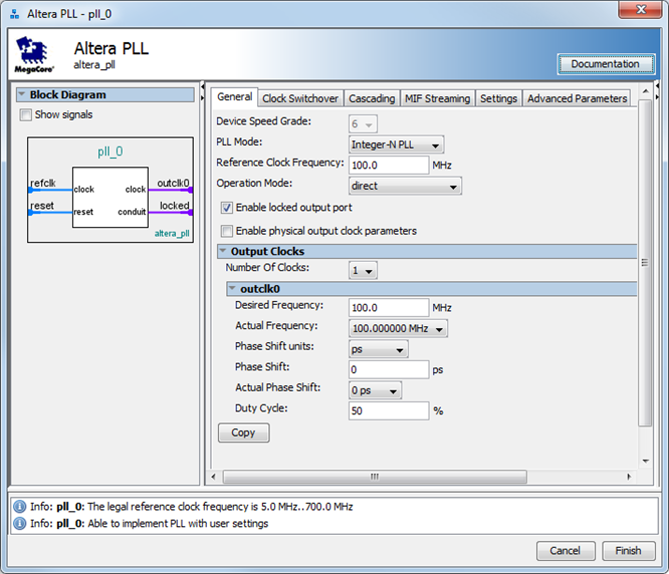 Altera PLL - pll_0
MegaCore®
Altera PLL
altera_pll
Documentation
Block Diagram
Show signals
pll_0
refclk
clock
clock
outclk0
reset
reset
conduit
locked
altera_pll
General
Clock Switchover
Cascading
MIF Streaming
Settings
Advanced Parameters
Device Speed Grade:
6
PLL Mode:
Integer-N PLL
Reference Clock Frequency:
100.0
MHz
Operation Mode:
direct
Enable locked output port
Enable physical output clock parameters
Output Clocks
Number Of Clocks:
1
outclk0
Desired Frequency:
100.0
MHz
Actual Frequency:
100.000000 MHz
Phase Shift units:
ps
Phase Shift:
0
ps
Actual Phase Shift:
0 ps
Duty Cycle:
50
%
Copy
Info: pll_0: The legal reference clock frequency is 5.0 MHz..700.0 MHz
Info: pll_0: Able to implement PLL with user settings
Cancel
Finish